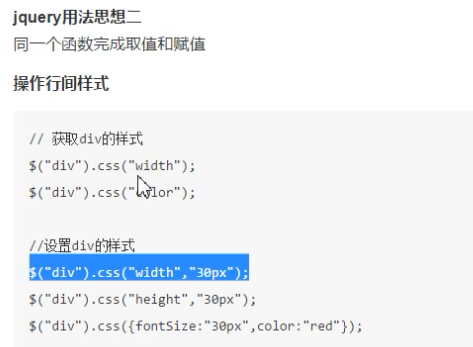 jquery用法思想二
同一个函数完成取值和赋值
操作行间样式
// 获取div的样式
$("div").css("width");
$("div").css("color");
//设置div的样式
$("div").css("width","30px");
$("div").css("height","30px");
$("div").css({fontSize:"30px",color:"red"});